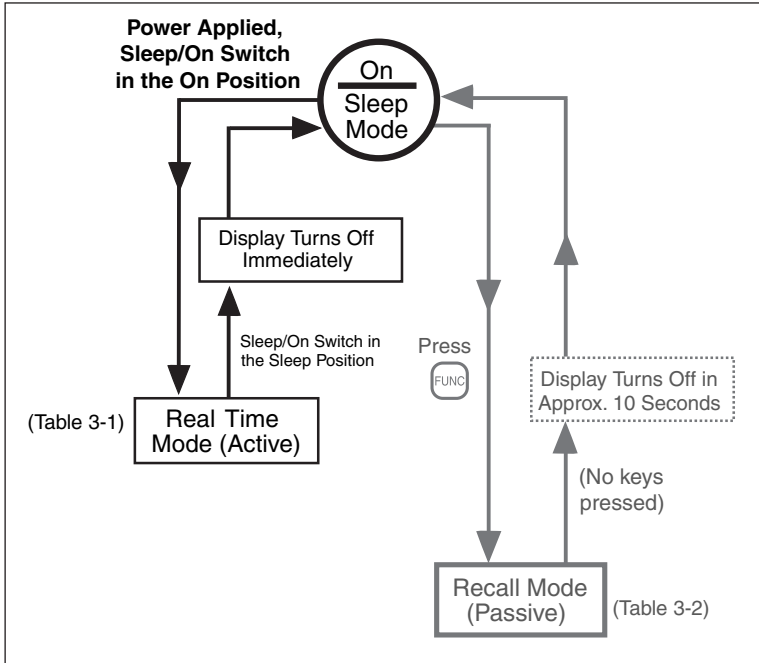 Power Applied,
Sleep/On Switch
in the On Position
On
Sleep
Mode
Display Turns Off
Immediately
Sleep/On Switch in
the Sleep Position
(Table 3-1)
Real Time
Mode (Active)
Press
FUNC
Display Turns Off in
Approx. 10 Seconds
(No keys
pressed)
Recall Mode
(Passive)
(Table 3-2)